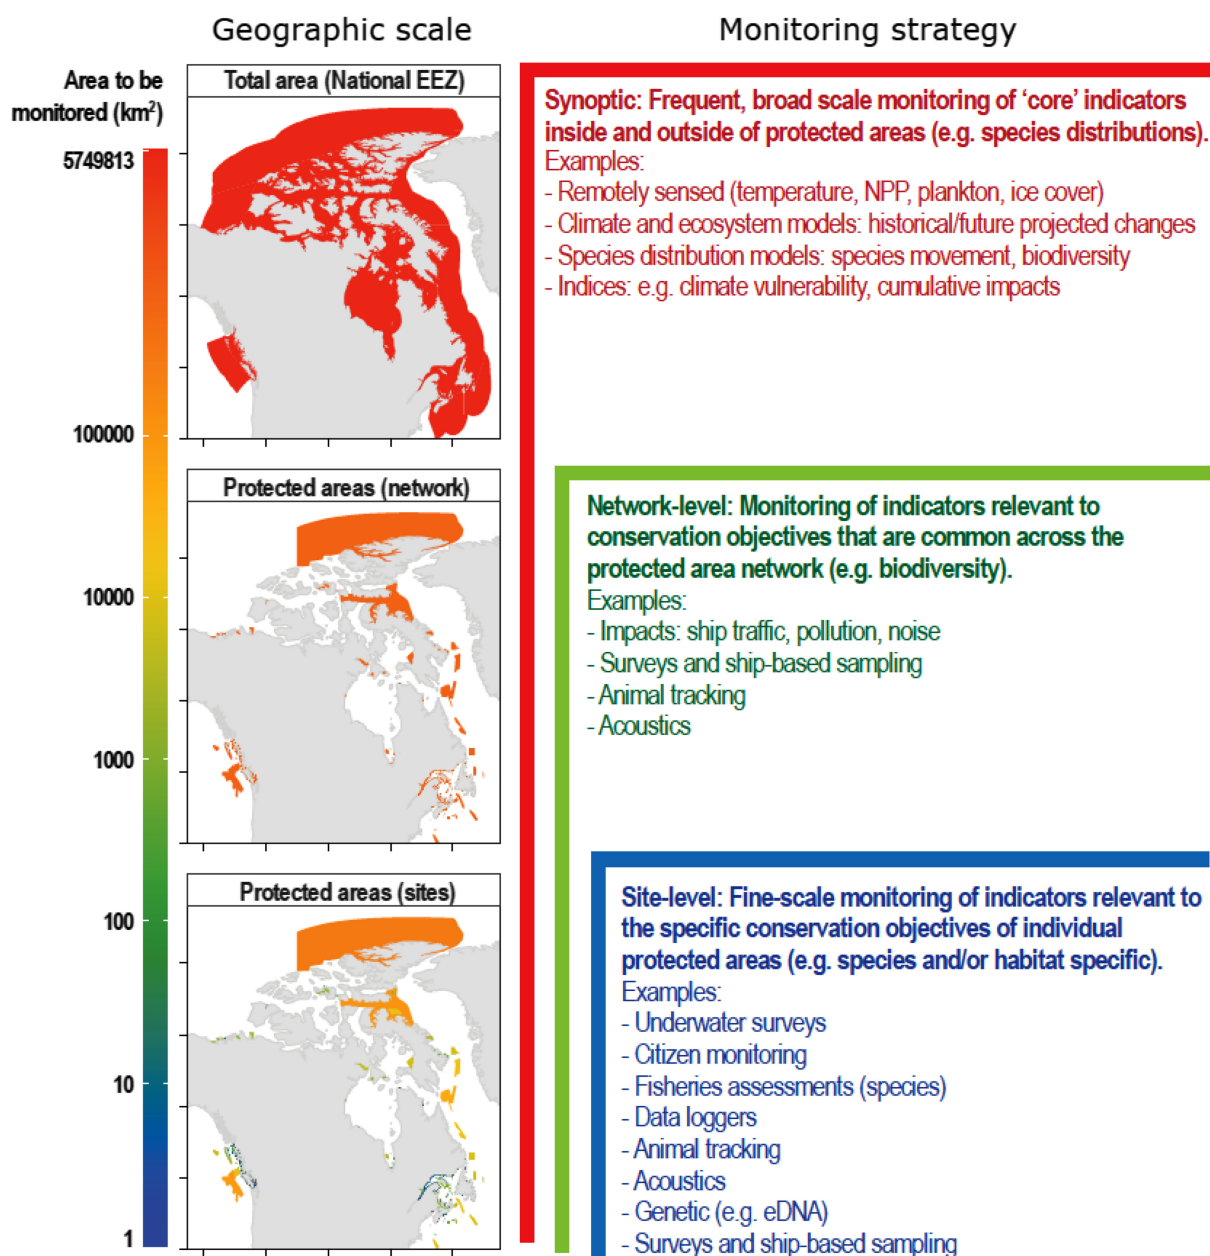 Geographic scale
Monitoring strategy
Area to be
monitored (km²)
5749813
100000
10000
1000
100
10
1
Total area (National EEZ)
Protected areas (network)
Protected areas (sites)
Synoptic: Frequent, broad scale monitoring of ‘core’ indicators
inside and outside of protected areas (e.g. species distributions).
Examples:
- Remotely sensed (temperature, NPP, plankton, ice cover)
- Climate and ecosystem models: historical/future projected changes
- Species distribution models: species movement, biodiversity
- Indices: e.g. climate vulnerability, cumulative impacts
Network-level: Monitoring of indicators relevant to
conservation objectives that are common across the
protected area network (e.g. biodiversity).
Examples:
- Impacts: ship traffic, pollution, noise
- Surveys and ship-based sampling
- Animal tracking
- Acoustics
Site-level: Fine-scale monitoring of indicators relevant to
the specific conservation objectives of individual
protected areas (e.g. species and/or habitat specific).
Examples:
- Underwater surveys
- Citizen monitoring
- Fisheries assessments (species)
- Data loggers
- Animal tracking
- Acoustics
- Genetic (e.g. eDNA)
- Surveys and ship-based sampling